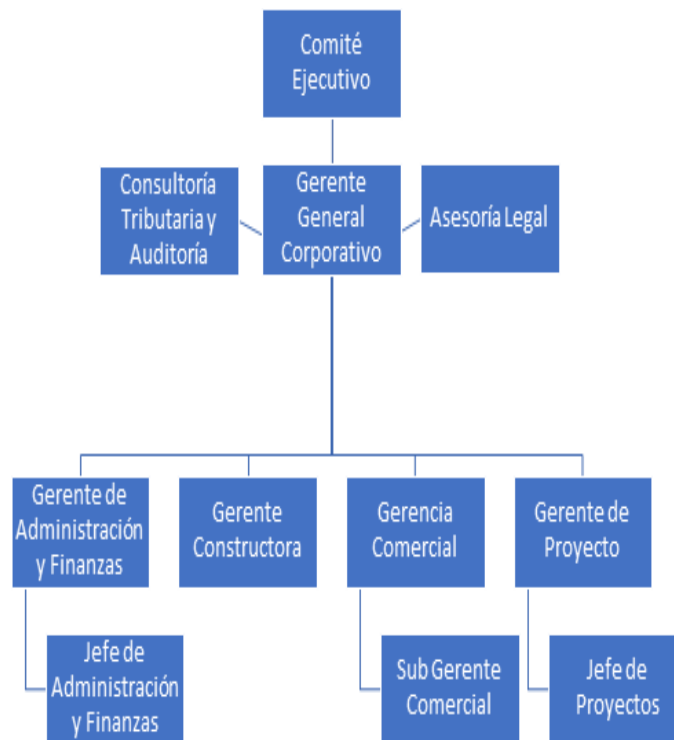 Comité
Ejecutivo
Consultoría
Tributaria y
Auditoría
Gerente
General
Corporativo
Asesoría Legal
Gerente de
Administración
y Finanzas
Gerente
Constructora
Gerencia
Comercial
Gerente de
Proyecto
Jefe de
Administración
y Finanzas
Sub Gerente
Comercial
Jefe de
Proyectos